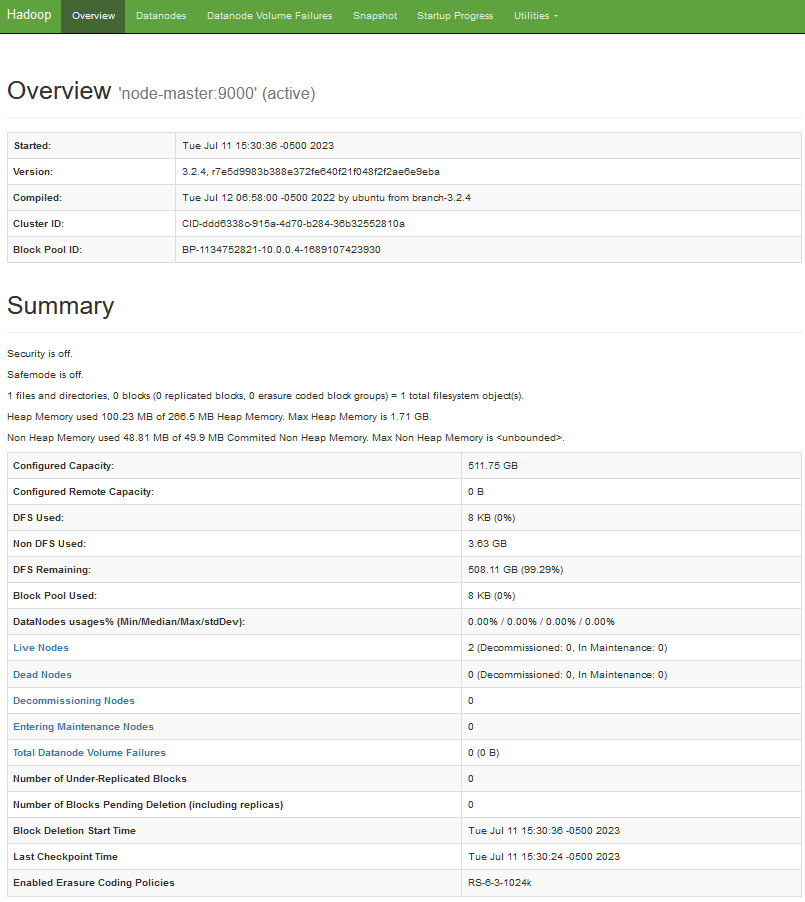 Hadoop Overview Datanodes Datanode Volume Failures Snapshot Startup Progress Utilities
Overview 'node-master:9000' (active)
Started: Tue Jul 11 15:30:36 -0500 2023
Version: 3.2.4, r7e5d9983b388e372fe640f21f048f2f2ae6e9eba
Compiled: Tue Jul 12 06:58:00 -0500 2022 by ubuntu from branch-3.2.4
Cluster ID: CID-ddd6338c-915a-4d70-b284-36b32552810a
Block Pool ID: BP-1134752821-10.0.0.4-1689107423930
Summary
Security is off.
Safemode is off.
1 files and directories, 0 blocks (0 replicated blocks, 0 erasure coded block groups) = 1 total filesystem object(s).
Heap Memory used 100.23 MB of 266.5 MB Heap Memory. Max Heap Memory is 1.71 GB.
Non Heap Memory used 48.81 MB of 49.9 MB Commited Non Heap Memory. Max Non Heap Memory is <unbounded>.
Configured Capacity: 511.75 GB
Configured Remote Capacity: 0 B
DFS Used: 8 KB (0%)
Non DFS Used: 3.63 GB
DFS Remaining: 508.11 GB (99.29%)
Block Pool Used: 8 KB (0%)
DataNodes usages% (Min/Median/Max/stdDev): 0.00% / 0.00% / 0.00% / 0.00%
Live Nodes 2 (Decommissioned: 0, In Maintenance: 0)
Dead Nodes 0 (Decommissioned: 0, In Maintenance: 0)
Decommissioning Nodes 0
Entering Maintenance Nodes 0
Total Datanode Volume Failures 0 (0 B)
Number of Under-Replicated Blocks 0
Number of Blocks Pending Deletion (including replicas) 0
Block Deletion Start Time Tue Jul 11 15:30:36 -0500 2023
Last Checkpoint Time Tue Jul 11 15:30:24 -0500 2023
Enabled Erasure Coding Policies RS-6-3-1024k